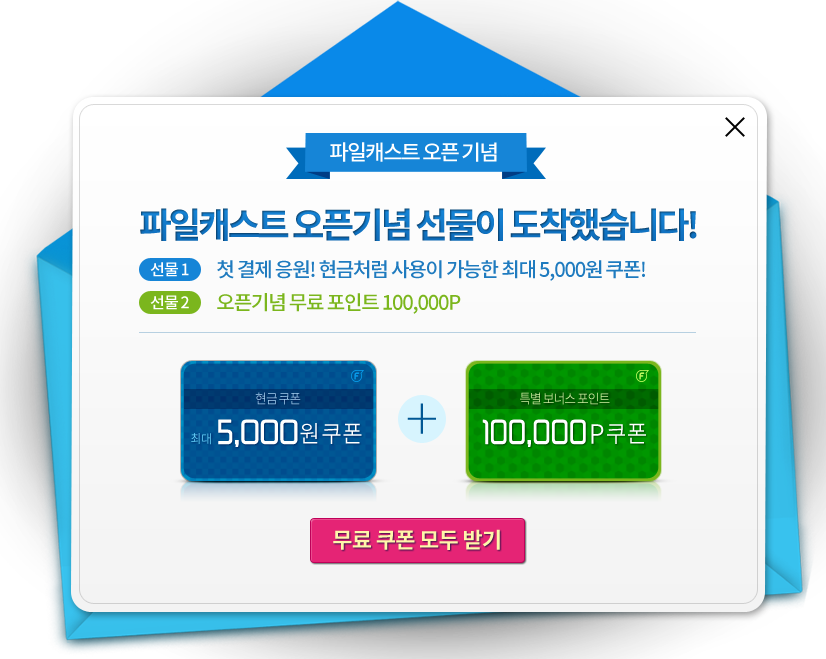 파일캐스트 오픈 기념
파일캐스트 오픈기념 선물이 도착했습니다!
선물 1 첫 결제 응원! 현금처럼 사용이 가능한 최대 5,000원 쿠폰!
선물 2 오픈기념 무료 포인트 100,000P
F
현금 쿠폰
최대 5,000원 쿠폰
F
특별 보너스 포인트
100,000P 쿠폰
무료 쿠폰 모두 받기